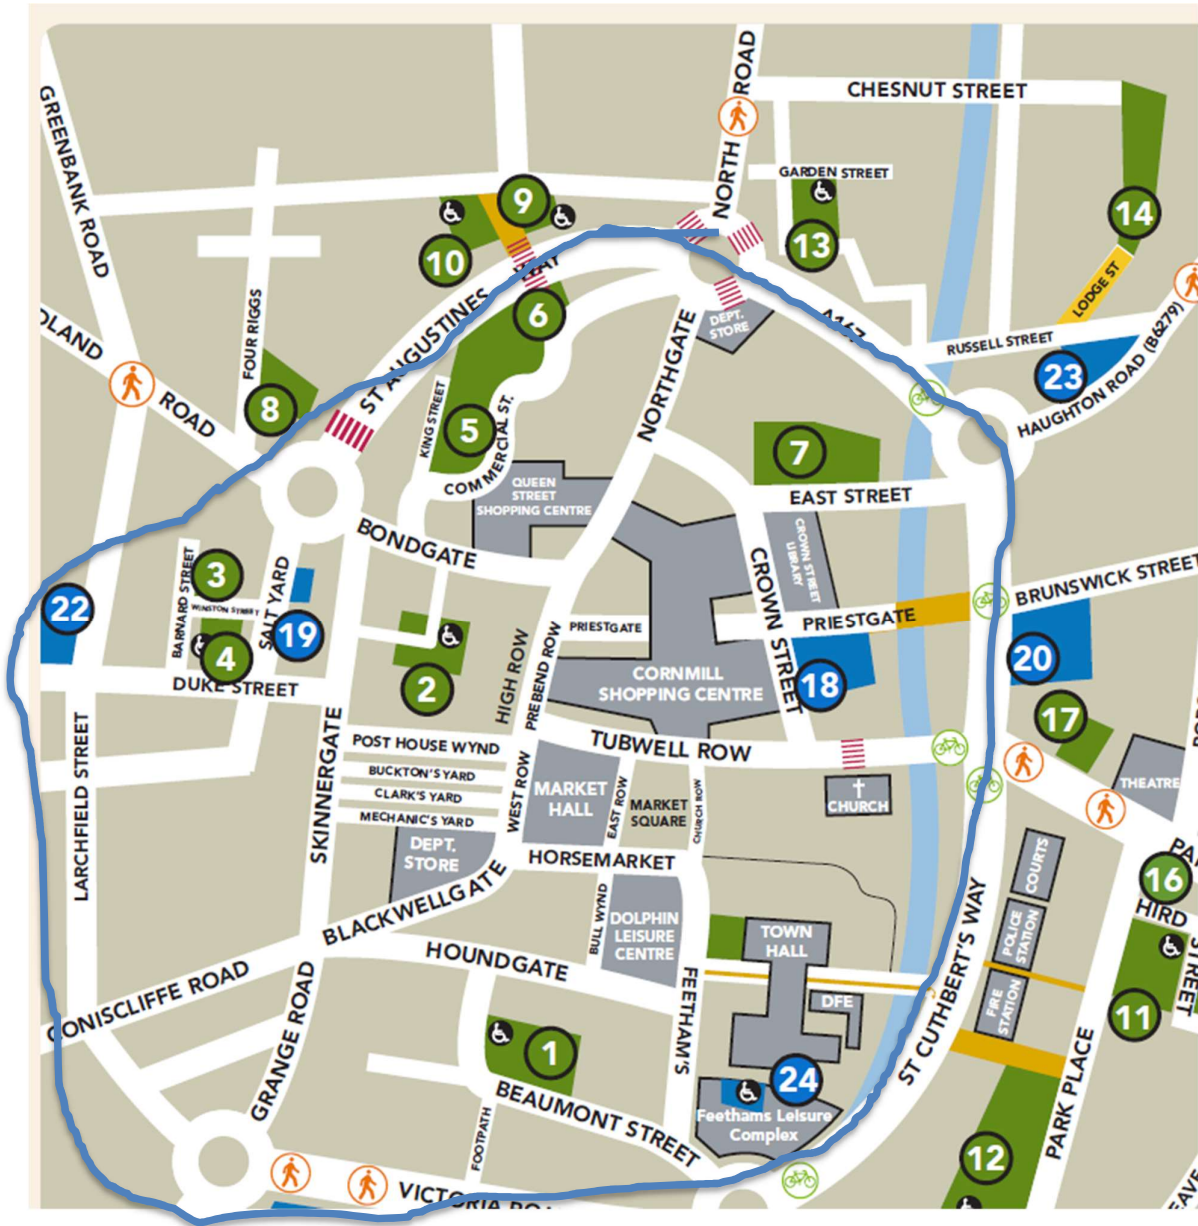 GREENBANK ROAD
NORTH ROAD
CHESNUT STREET
GARDEN STREET
9
10
13
14
6
WAY
LODGE ST
DEPT.
STORE
A167
RUSSELL STREET
HAUGHTON ROAD (B6279)
23
FOUR RIGGS
ST AUGUSTINES
ROAD
8
KING STREET
5
COMMERCIAL ST.
NORTHGATE
7
QUEEN
STREET
SHOPPING CENTRE
EAST STREET
BONDGATE
CROWN STREET
LIBRARY
CROWN STREET
BARNARD STREET
3
WINSTON STREET
SALT YARD
19
22
4
DUKE STREET
2
HIGH ROW
PREBEND ROW
PRIESTGATE
PRIESTGATE
BRUNSWICK STREET
CORNMILL
SHOPPING CENTRE
18
20
17
SKINNERGATE
POST HOUSE WYND
BUCKTON'S YARD
CLARK'S YARD
MECHANIC'S YARD
TUBWELL ROW
WEST ROW
MARKET
HALL
EAST ROW
MARKET
SQUARE
CHURCH ROW
CHURCH
THEATRE
LARCHFIELD STREET
DEPT.
STORE
HORSEMARKET
BLACKWELLGATE
BULL WYND
DOLPHIN
LEISURE
CENTRE
TOWN
HALL
COURTS
POLICE
STATION
FIRE
STATION
16
STREET
11
HOUNDGATE
CONISCLIFFE ROAD
GRANGE ROAD
FEETHAM'S
DFE
ST CUTHBERT'S WAY
PARK PLACE
1
24
Feethams Leisure
Complex
BEAUMONT STREET
FOOTPATH
12
VICTORIA